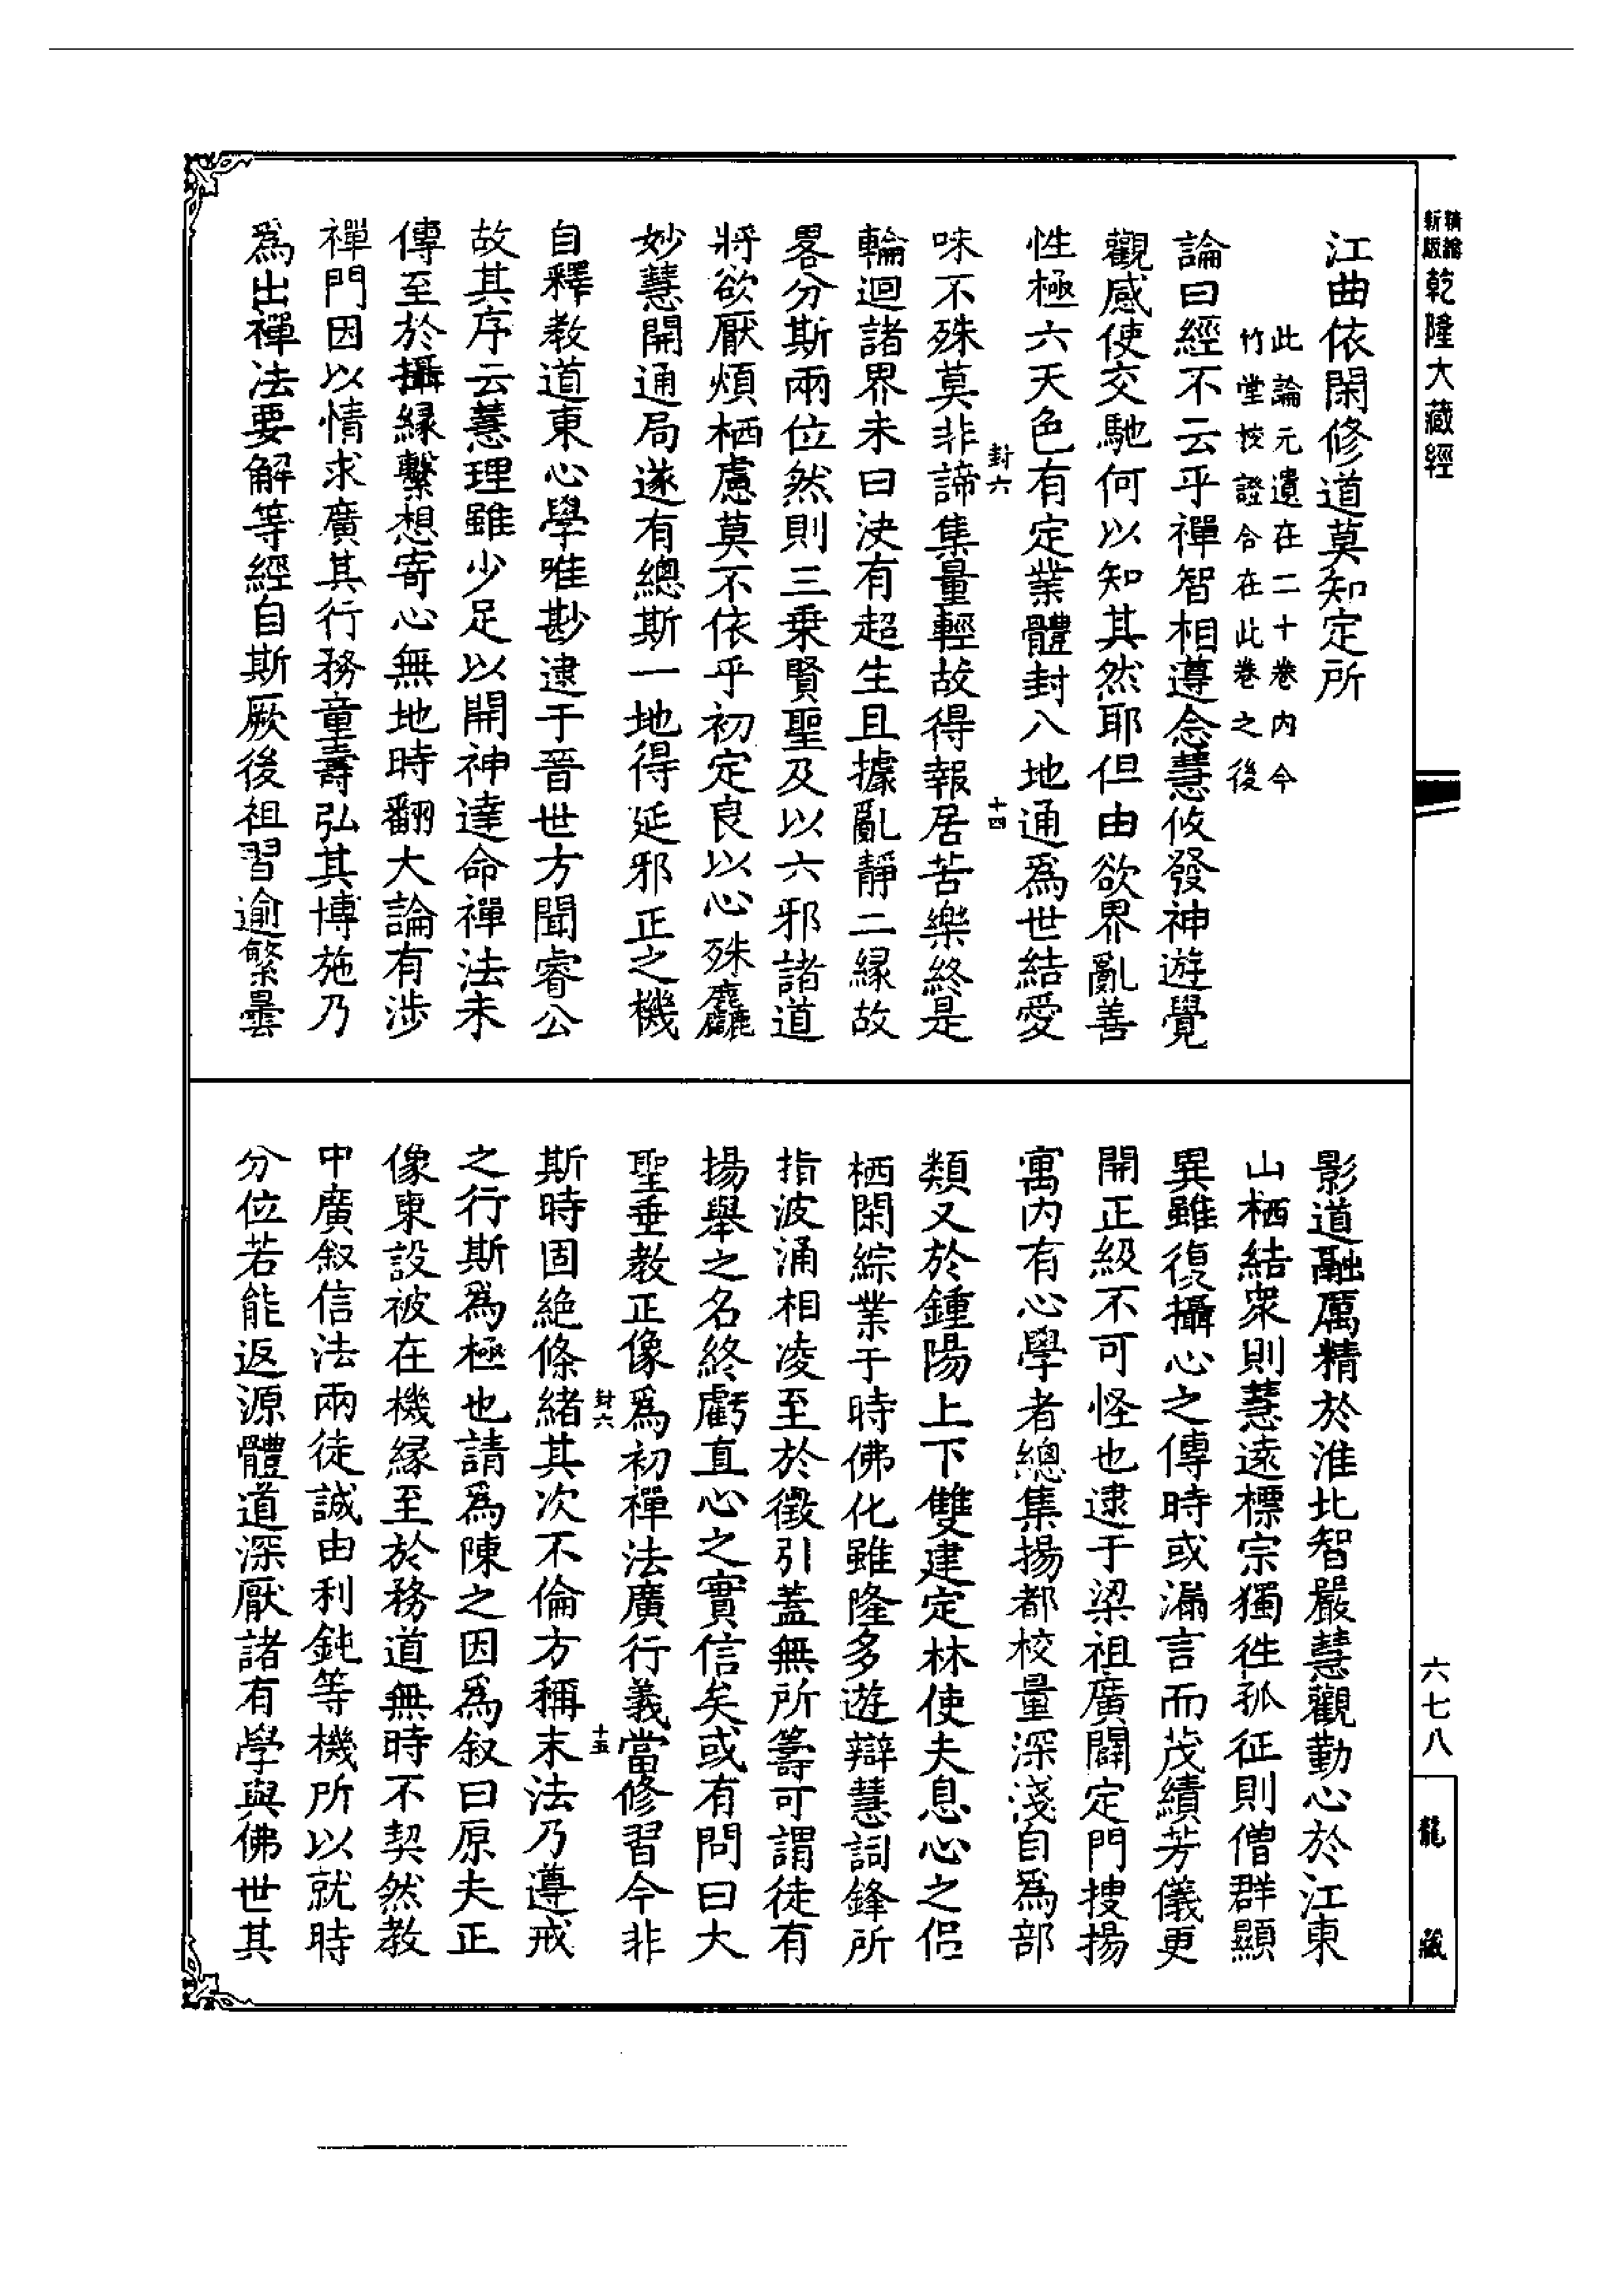 精繪
新版
乾隆大藏經
江曲依閑修道莫知定所
此論元遺在二十卷內今
竹堂挍證合在此卷之後
論曰經不云乎禪智相遵念慧攸發神遊覺
觀感使交馳何以知其然耶但由欲界亂善
性極六天色有定業體封八地通爲世結愛
味不殊莫非諦集量輕故得報居苦樂終是
輪迴諸界未曰決有超生且據亂靜二緣故
畧分斯兩位然則三乗賢聖及以六邪諸道
將欲厭煩栖慮莫不依乎初定良以心殊麤
妙慧開通局遂有總斯一地得延邪正之機
自釋教道東心學唯尠逮于晉世方聞睿公
故其序云慧理雖少足以開神達命禪法未
傳至於攝緣繫想寄心無地時翻大論有涉
禪門因以情求廣其行務童壽弘其博施乃
爲出禪法要解等經自斯厥後祖習逾繁曇
封六
十四
影道融厲精於淮北智嚴慧觀勤心於江東
山栖結衆則慧遠標宗獨徃孤征則僧群顯
異雖復攝心之傳時或漏言而茂績芳儀更
開正級不可怪也逮于梁祖廣闢定門搜揚
寓內有心學者總集揚都校量深淺自爲部
類又於鍾陽上下雙建定林使夫息心之侶
栖閑綜業于時佛化雖隆多遊辯慧詞鋒所
指波涌相凌至於徵引蓋無所籌可謂徒有
揚舉之名終虧直心之實信矣或有問曰大
聖垂教正像爲初禪法廣行義當修習今非
斯時固絕條緒其次不倫方稱末法乃遵戒
之行斯爲極也請爲陳之因爲叙曰原夫正
像東設被在機緣至於務道無時不契然教
中廣叙信法兩徒誠由利鈍等機所以就時
分位若能返源體道深厭諸有學與佛世其
封六
十五
六七八
龍藏